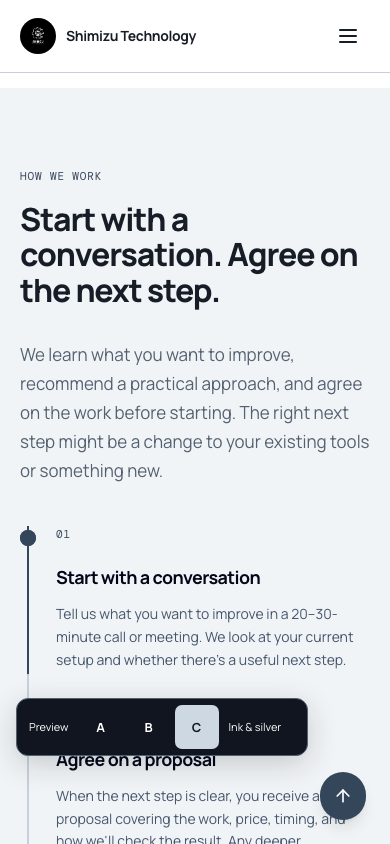 Shimizu Technology
HOW WE WORK
Start with a
conversation. Agree on
the next step.
We learn what you want to improve,
recommend a practical approach, and agree
on the work before starting. The right next
step might be a change to your existing tools
or something new.
01
Start with a conversation
Tell us what you want to improve in a 20–30-
minute call or meeting. We look at your current
setup and whether there's a useful next step.
Preview A B C Ink & silver
Agree on a proposal
When the next step is clear, you receive a
proposal covering the work, price, timing, and
how we'll check the result. Any deeper